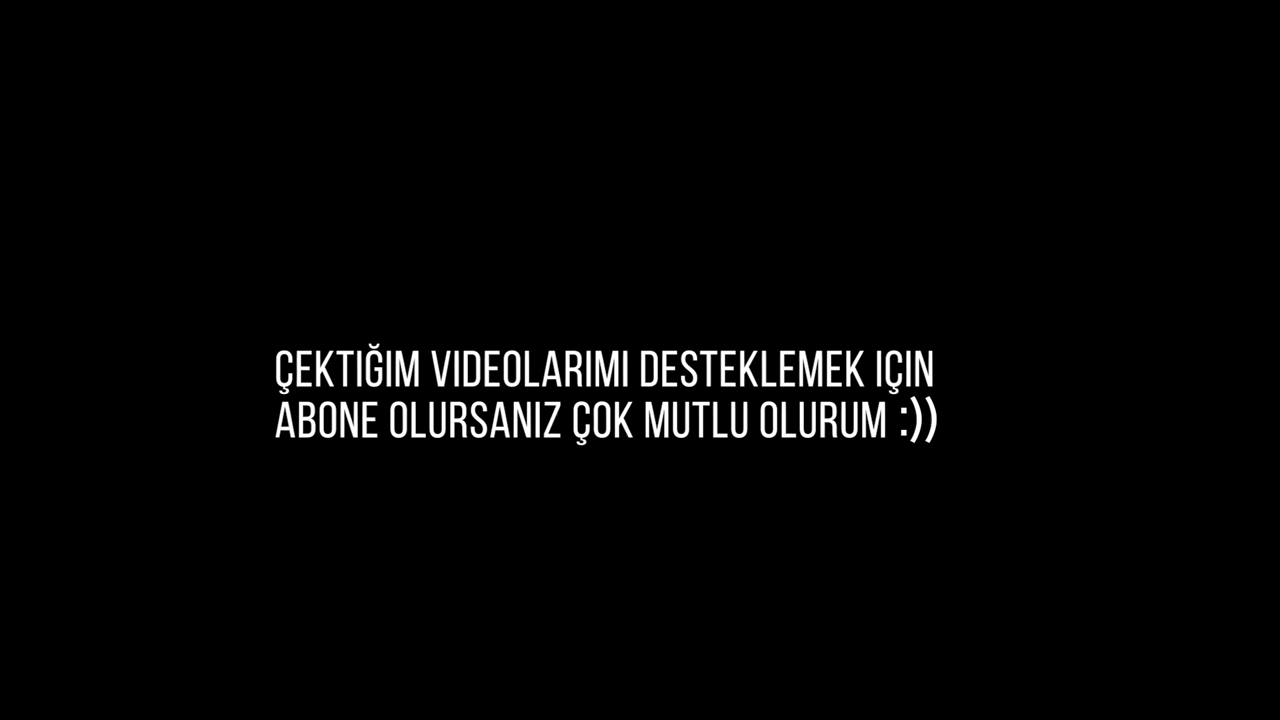 ÇEKTIĞIM VIDEOLARIMI DESTEKLEMEK IÇIN
ABONE OLURSANIZ ÇOK MUTLU OLURUM :))